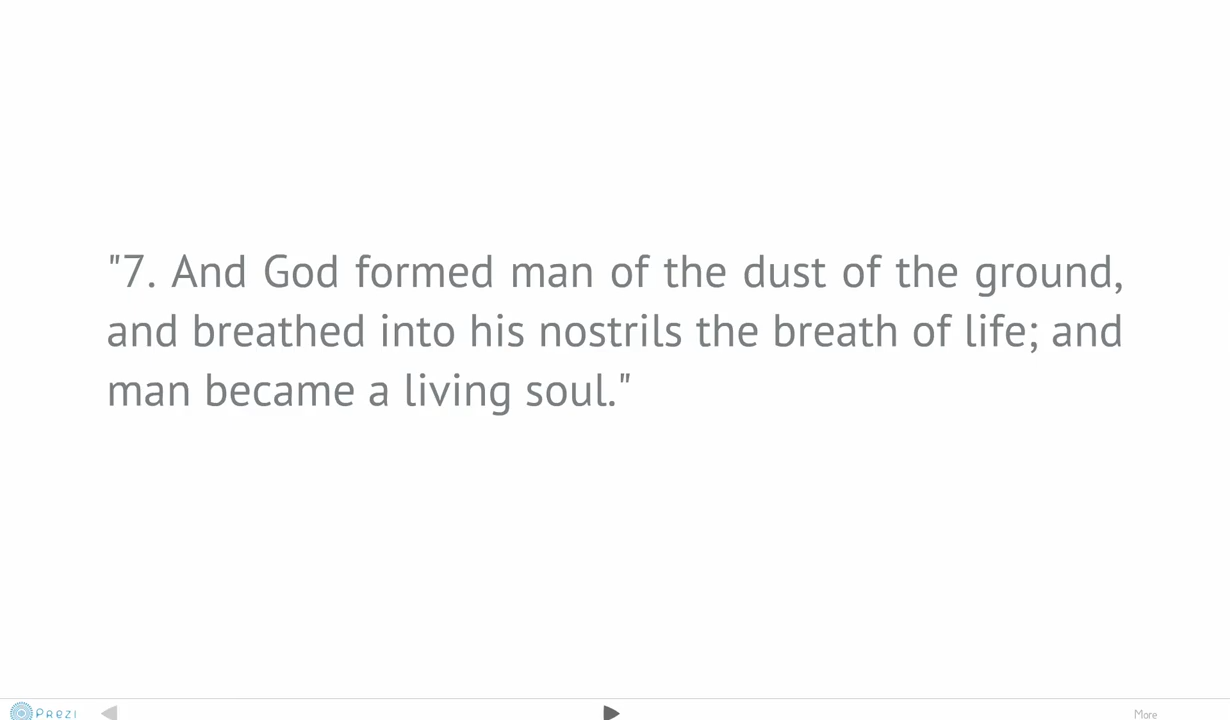 "7. And God formed man of the dust of the ground,
and breathed into his nostrils the breath of life; and
man became a living soul."
Prezi
More